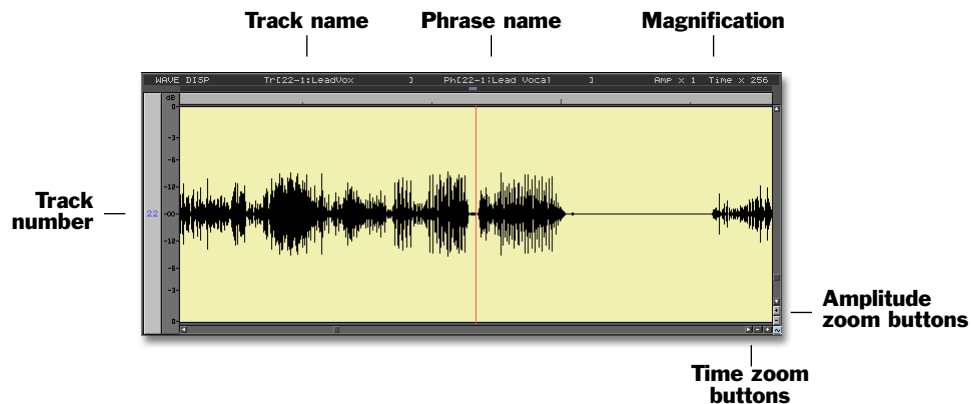 Track name Phrase name Magnification
WAVE DISP Tr[22-1:LeadVox ] Ph[22-1:Lead Vocal ] Amp x 1 Time x 256
dB
0
-3
-6
-12
Track
number
22
-∞
-12
-6
-3
0
Amplitude
zoom buttons
Time zoom
buttons